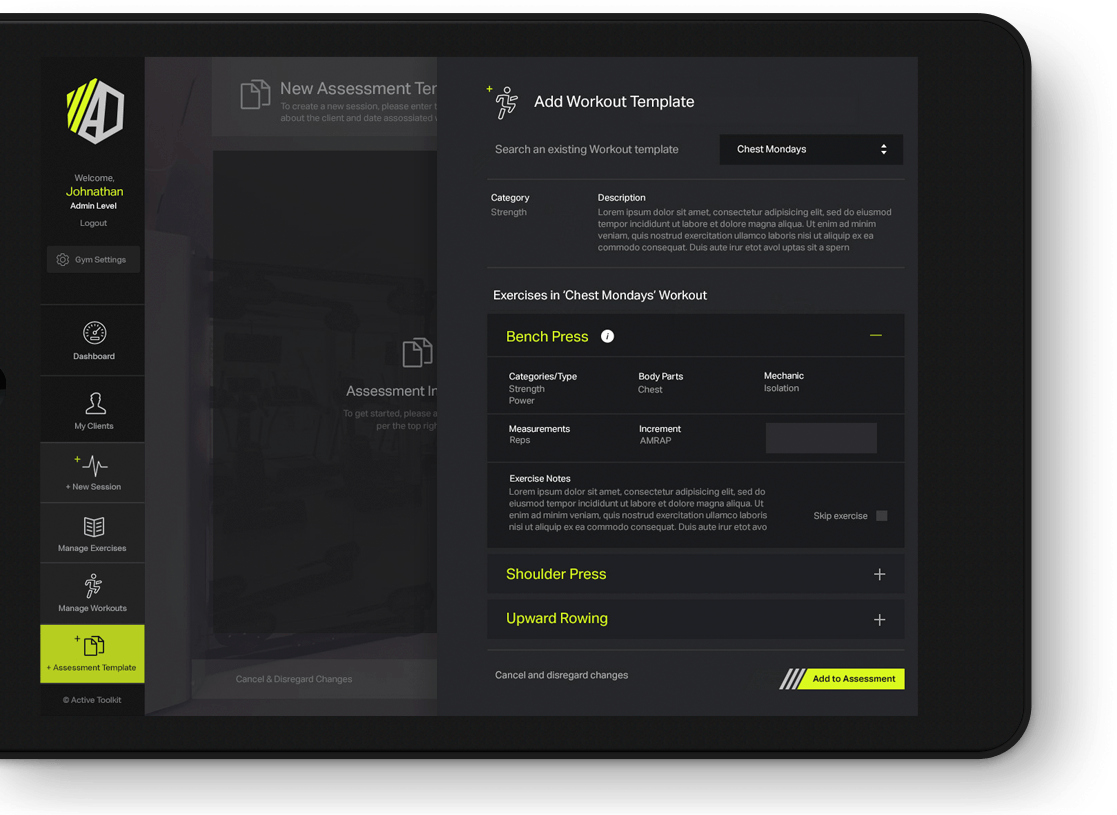 Welcome,
Johnathan
Admin Level
Logout
Gym Settings
Dashboard
My Clients
+ New Session
Manage Exercises
Manage Workouts
+ Assessment Template
© Active Toolkit
New Assessment Ter
To create a new session, please enter t
about the client and date assosiated
Assessment In
To get started, please a
per the top righ
Cancel & Disregard Changes
Add Workout Template
Search an existing Workout template
Chest Mondays
Category
Strength
Description
Lorem ipsum dolor sit amet, consectetur adipisicing elit, sed do eiusmod
tempor incididunt ut labore et dolore magna aliqua. Ut enim ad minim
veniam, quis nostrud exercitation ullamco laboris nisi ut aliquip ex ea
commodo consequat. Duis aute irur etot avol uptas sit a spern
Exercises in ‘Chest Mondays’ Workout
Bench Press i
Categories/Type
Strength
Power
Body Parts
Chest
Mechanic
Isolation
Measurements
Reps
Increment
AMRAP
Exercise Notes
Lorem ipsum dolor sit amet, consectetur adipisicing elit, sed do
eiusmod tempor incididunt ut labore et dolore magna aliqua. Ut
enim ad minim veniam, quis nostrud exercitation ullamco laboris
nisi ut aliquip ex ea commodo consequat. Duis aute irur etot avo
Skip exercise
Shoulder Press
Upward Rowing
Cancel and disregard changes
Add to Assessment